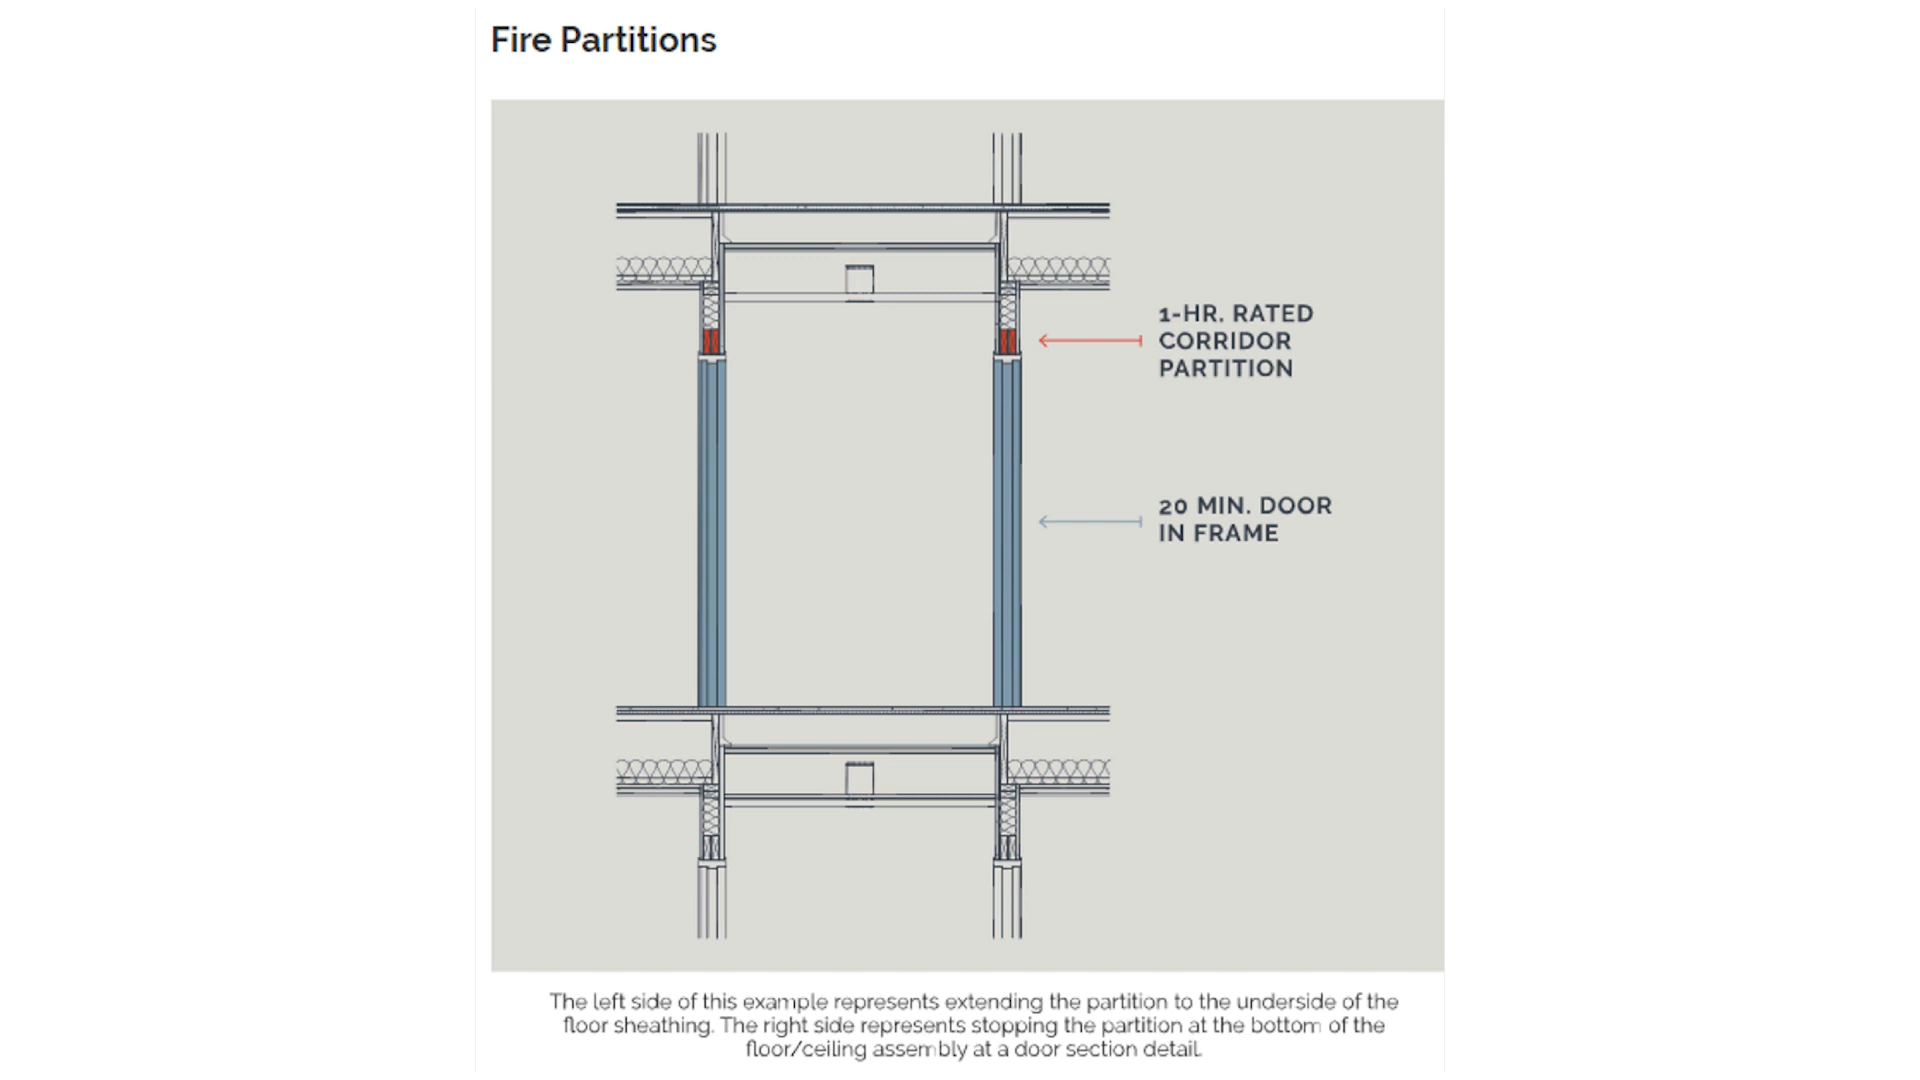 Fire Partitions
1-HR. RATED
CORRIDOR
PARTITION
20 MIN. DOOR
IN FRAME
The left side of this example represents extending the partition to the underside of the
floor sheathing. The right side represents stopping the partition at the bottom of the
floor/ceiling assembly at a door section detail.